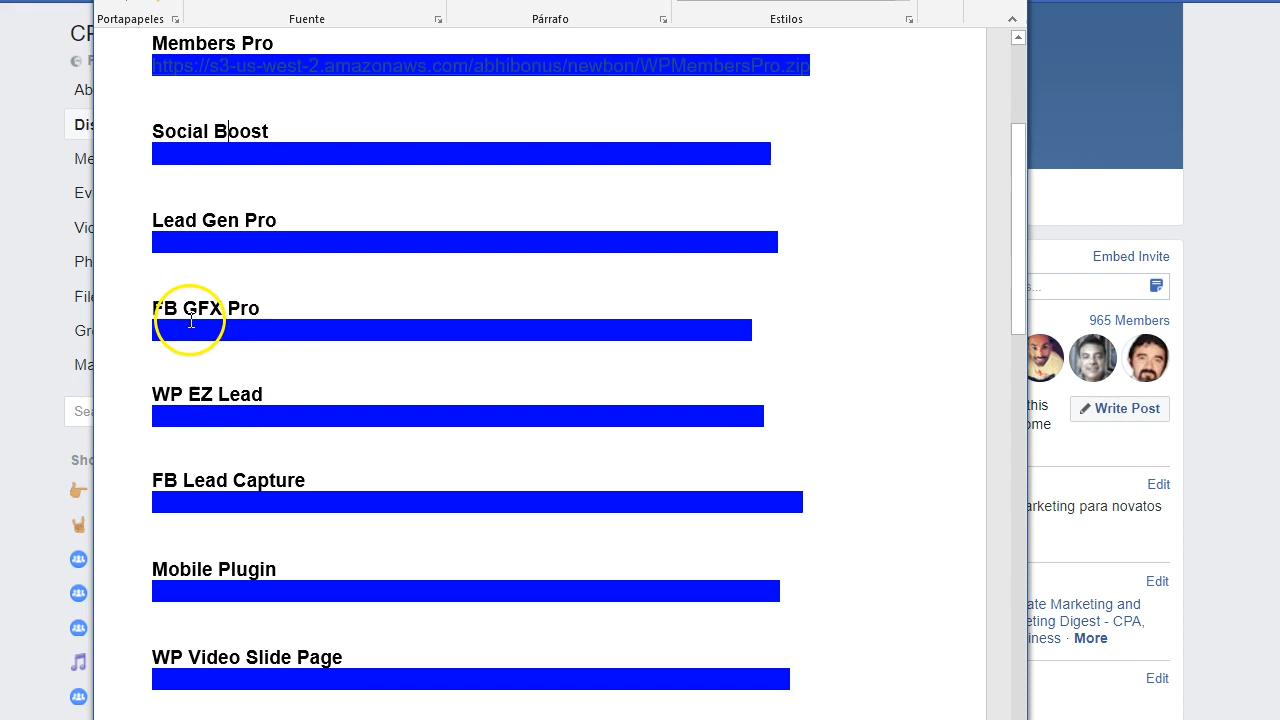 Portapapeles
Fuente
Párrafo
Estilos
Members Pro
https://s3-us-west-2.amazonaws.com/abhibonus/newbon/WPMembersPro.zip
Social Boost
Lead Gen Pro
FB GFX Pro
WP EZ Lead
FB Lead Capture
Mobile Plugin
WP Video Slide Page
Embed Invite
965 Members
this
Write Post
Edit
arketing para novatos
Edit
ate Marketing and
eting Digest - CPA,
iness · More
Edit